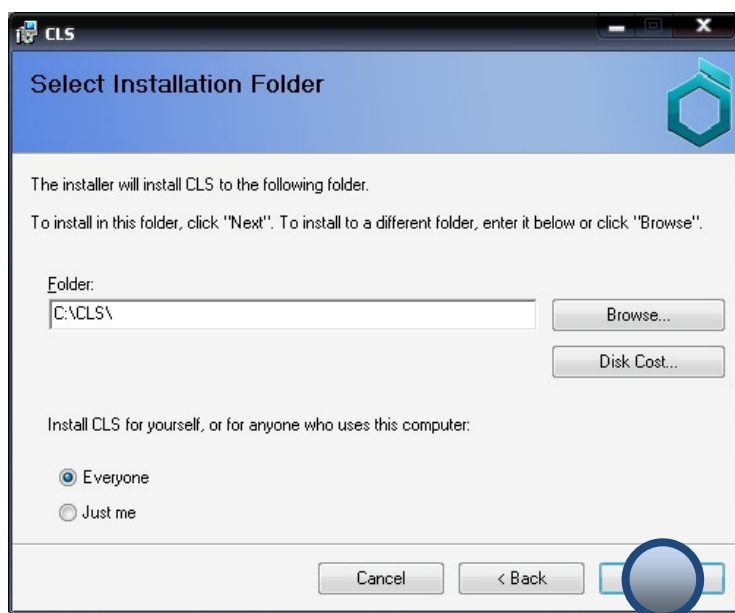 CLS
Select Installation Folder
The installer will install CLS to the following folder.
To install in this folder, click "Next". To install to a different folder, enter it below or click "Browse".
Folder:
C:\CLS\
Browse...
Disk Cost...
Install CLS for yourself, or for anyone who uses this computer:
Everyone
Just me
Cancel
< Back